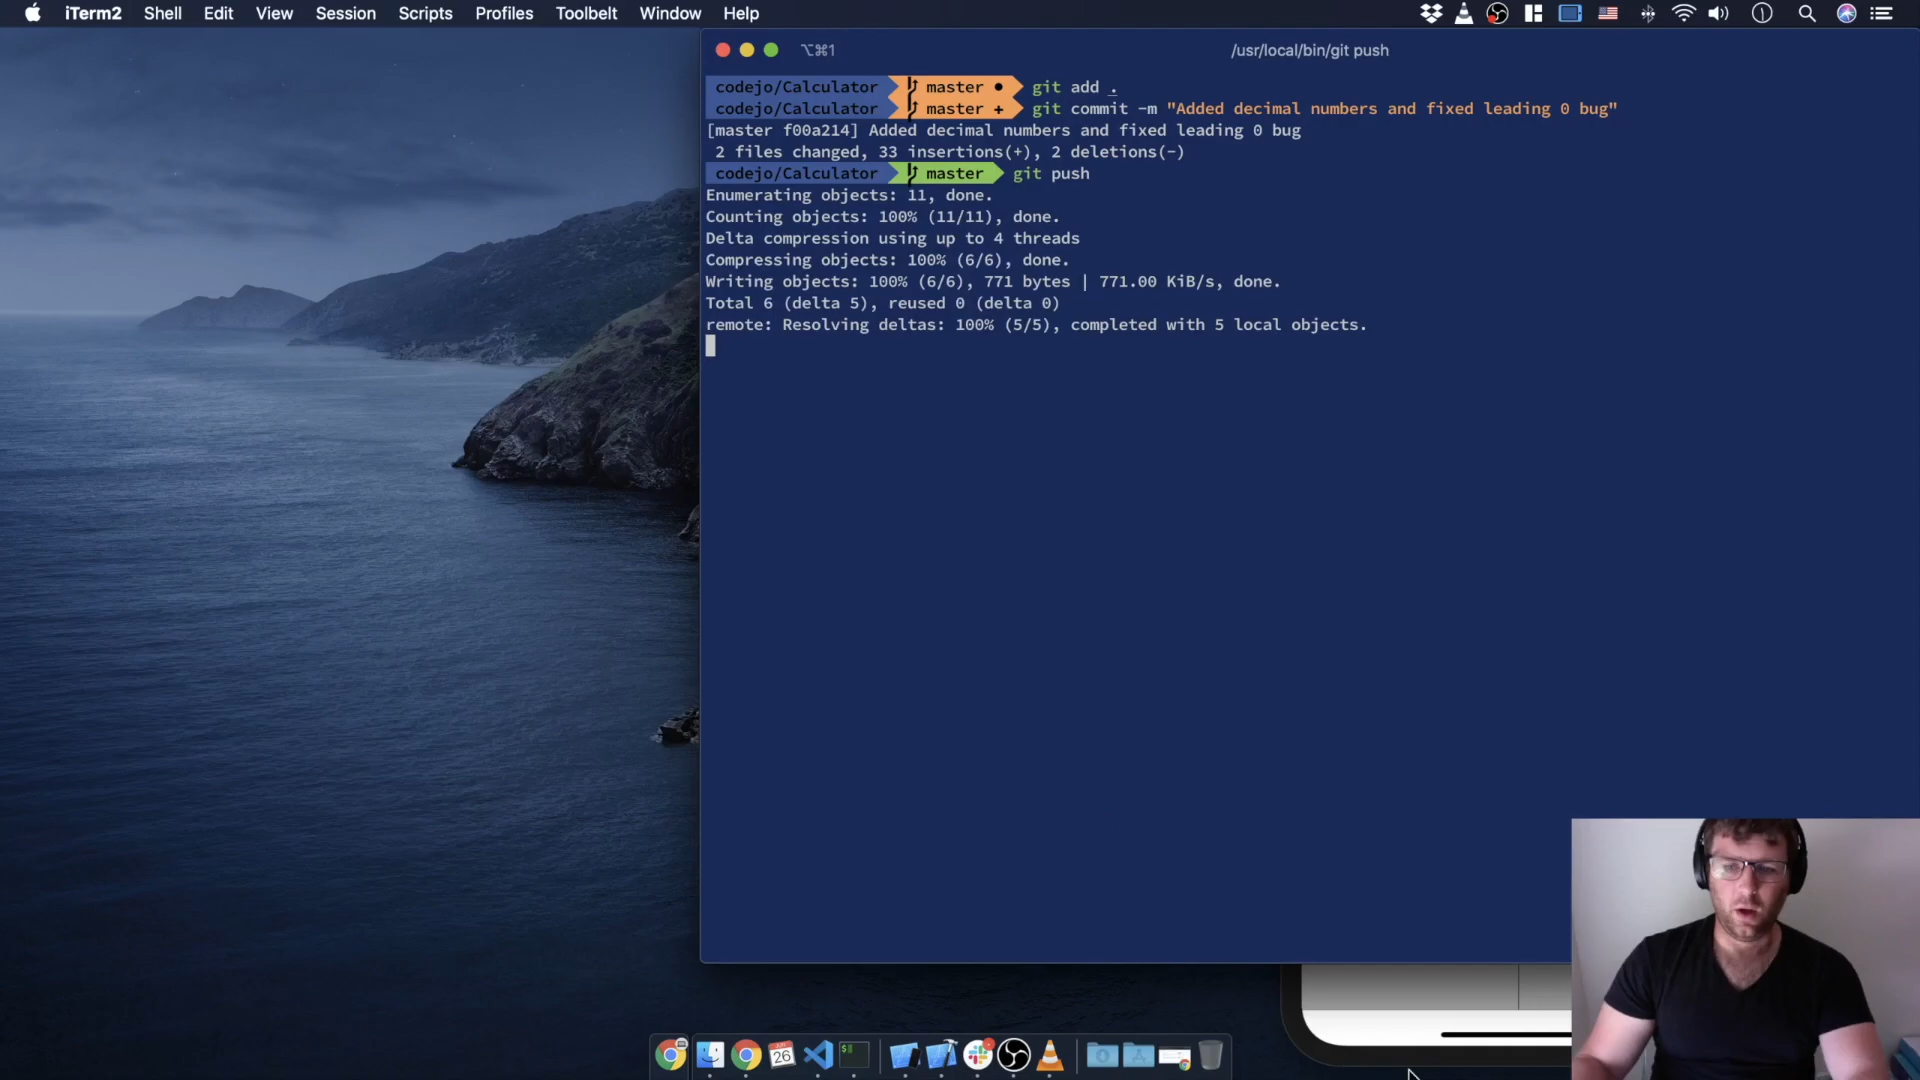 iTerm2 Shell Edit View Session Scripts Profiles Toolbelt Window Help
⌥⌘1 /usr/local/bin/git push
codejo/Calculator master ● git add .
codejo/Calculator master + git commit -m "Added decimal numbers and fixed leading 0 bug"
[master f00a214] Added decimal numbers and fixed leading 0 bug
2 files changed, 33 insertions(+), 2 deletions(-)
codejo/Calculator master git push
Enumerating objects: 11, done.
Counting objects: 100% (11/11), done.
Delta compression using up to 4 threads
Compressing objects: 100% (6/6), done.
Writing objects: 100% (6/6), 771 bytes | 771.00 KiB/s, done.
Total 6 (delta 5), reused 0 (delta 0)
remote: Resolving deltas: 100% (5/5), completed with 5 local objects.
26